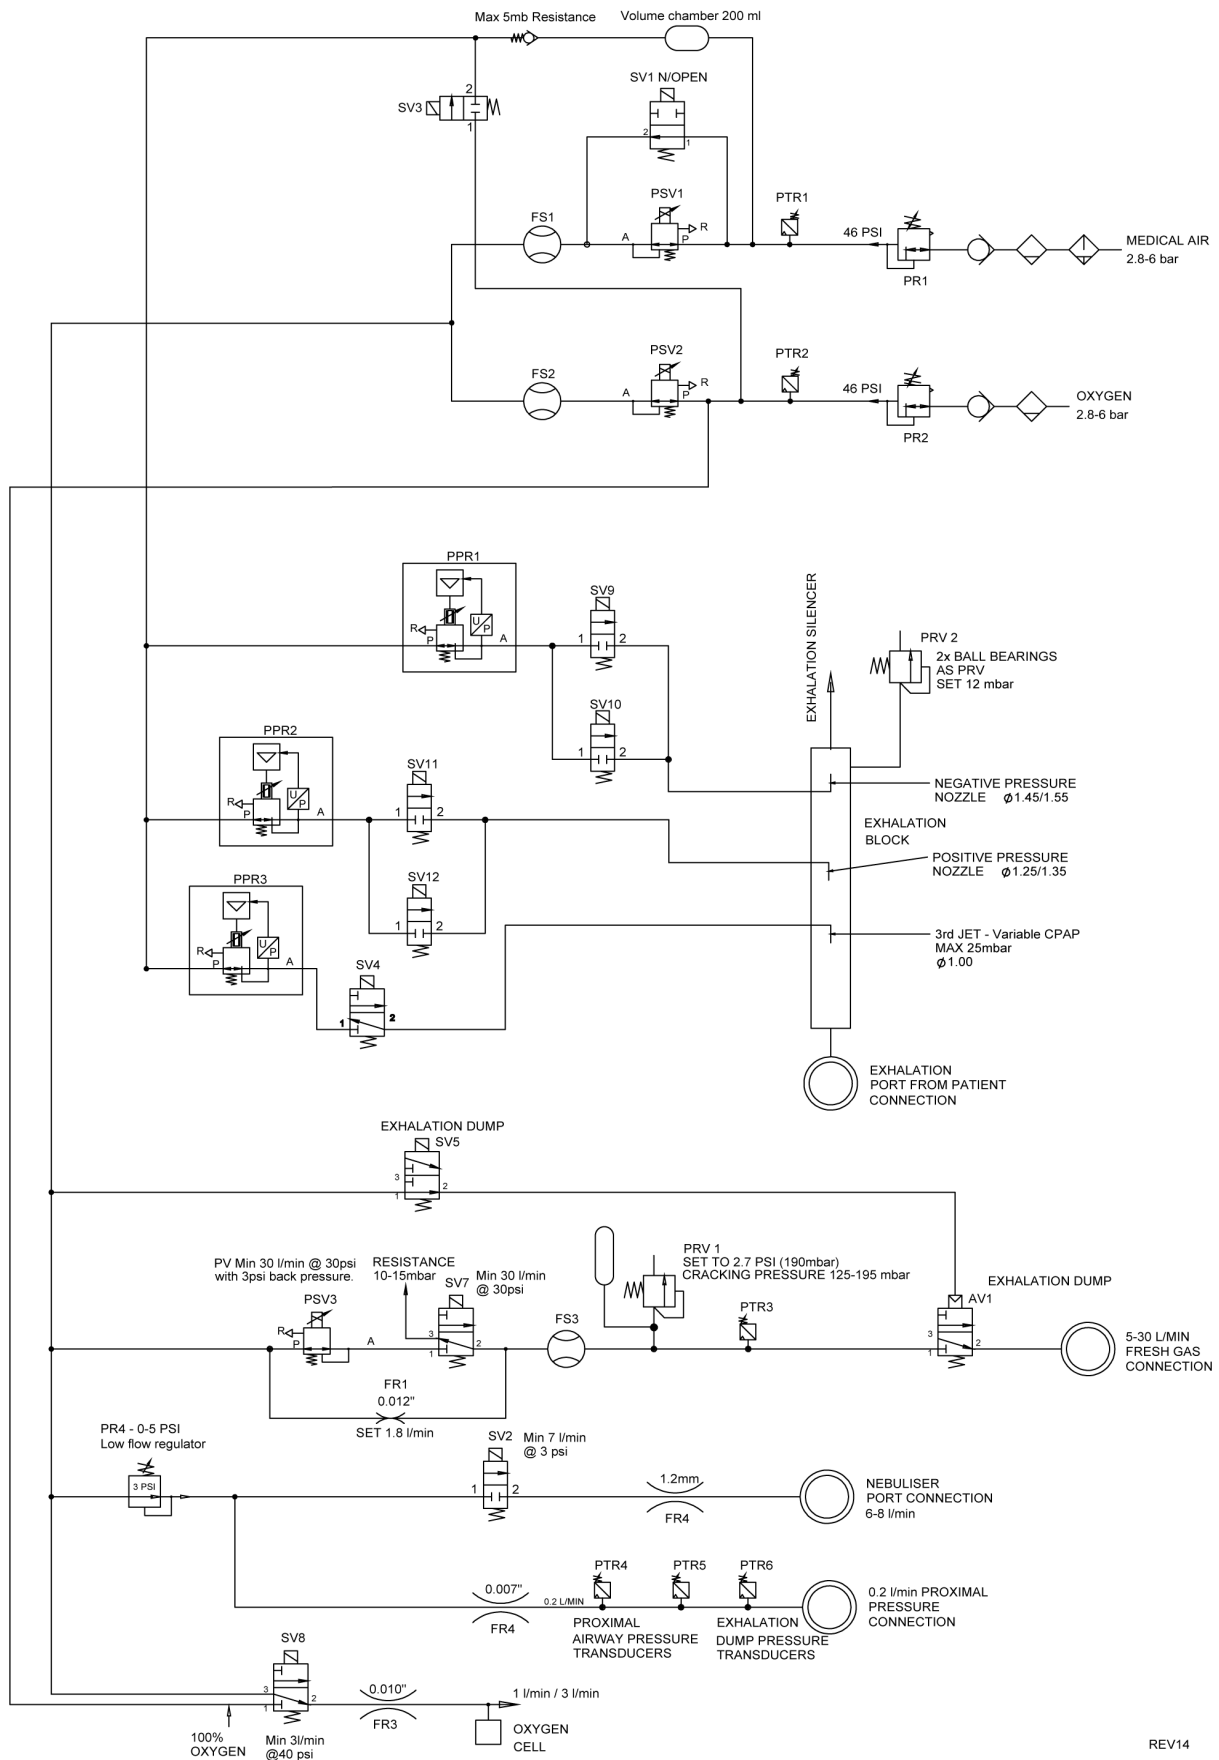 Max 5mb Resistance
Volume chamber 200 ml
SV1 N/OPEN
2
SV3
1
2
1
PSV1
R
A
P
FS1
PTR1
46 PSI
PR1
MEDICAL AIR
2.8-6 bar
PSV2
R
A
P
FS2
PTR2
46 PSI
PR2
OXYGEN
2.8-6 bar
PPR1
R
P
A
U
P
SV9
1
2
SV10
1
2
EXHALATION SILENCER
PRV 2
2x BALL BEARINGS
AS PRV
SET 12 mbar
PPR2
R
P
A
U
P
SV11
1
2
SV12
1
2
NEGATIVE PRESSURE
NOZZLE ϕ1.45/1.55
EXHALATION
BLOCK
POSITIVE PRESSURE
NOZZLE ϕ1.25/1.35
PPR3
R
P
A
U
P
SV4
1
2
3rd JET - Variable CPAP
MAX 25mbar
ϕ1.00
EXHALATION
PORT FROM PATIENT
CONNECTION
EXHALATION DUMP
SV5
3
1
2
PV Min 30 l/min @ 30psi
with 3psi back pressure.
RESISTANCE
10-15mbar
SV7
Min 30 l/min
@ 30psi
PSV3
R
P
A
3
1
2
FS3
PRV 1
SET TO 2.7 PSI (190mbar)
CRACKING PRESSURE 125-195 mbar
PTR3
EXHALATION DUMP
AV1
3
1
2
5-30 L/MIN
FRESH GAS
CONNECTION
FR1
0.012"
SET 1.8 l/min
PR4 - 0-5 PSI
Low flow regulator
3 PSI
SV2
Min 7 l/min
@ 3 psi
1
2
1.2mm
FR4
NEBULISER
PORT CONNECTION
6-8 l/min
0.007"
FR4
0.2 L/MIN
PTR4
PTR5
PTR6
PROXIMAL
AIRWAY PRESSURE
TRANSDUCERS
EXHALATION
DUMP PRESSURE
TRANSDUCERS
0.2 l/min PROXIMAL
PRESSURE
CONNECTION
SV8
3
1
2
100%
OXYGEN
Min 3l/min
@40 psi
0.010"
FR3
1 l/min / 3 l/min
OXYGEN
CELL
REV14